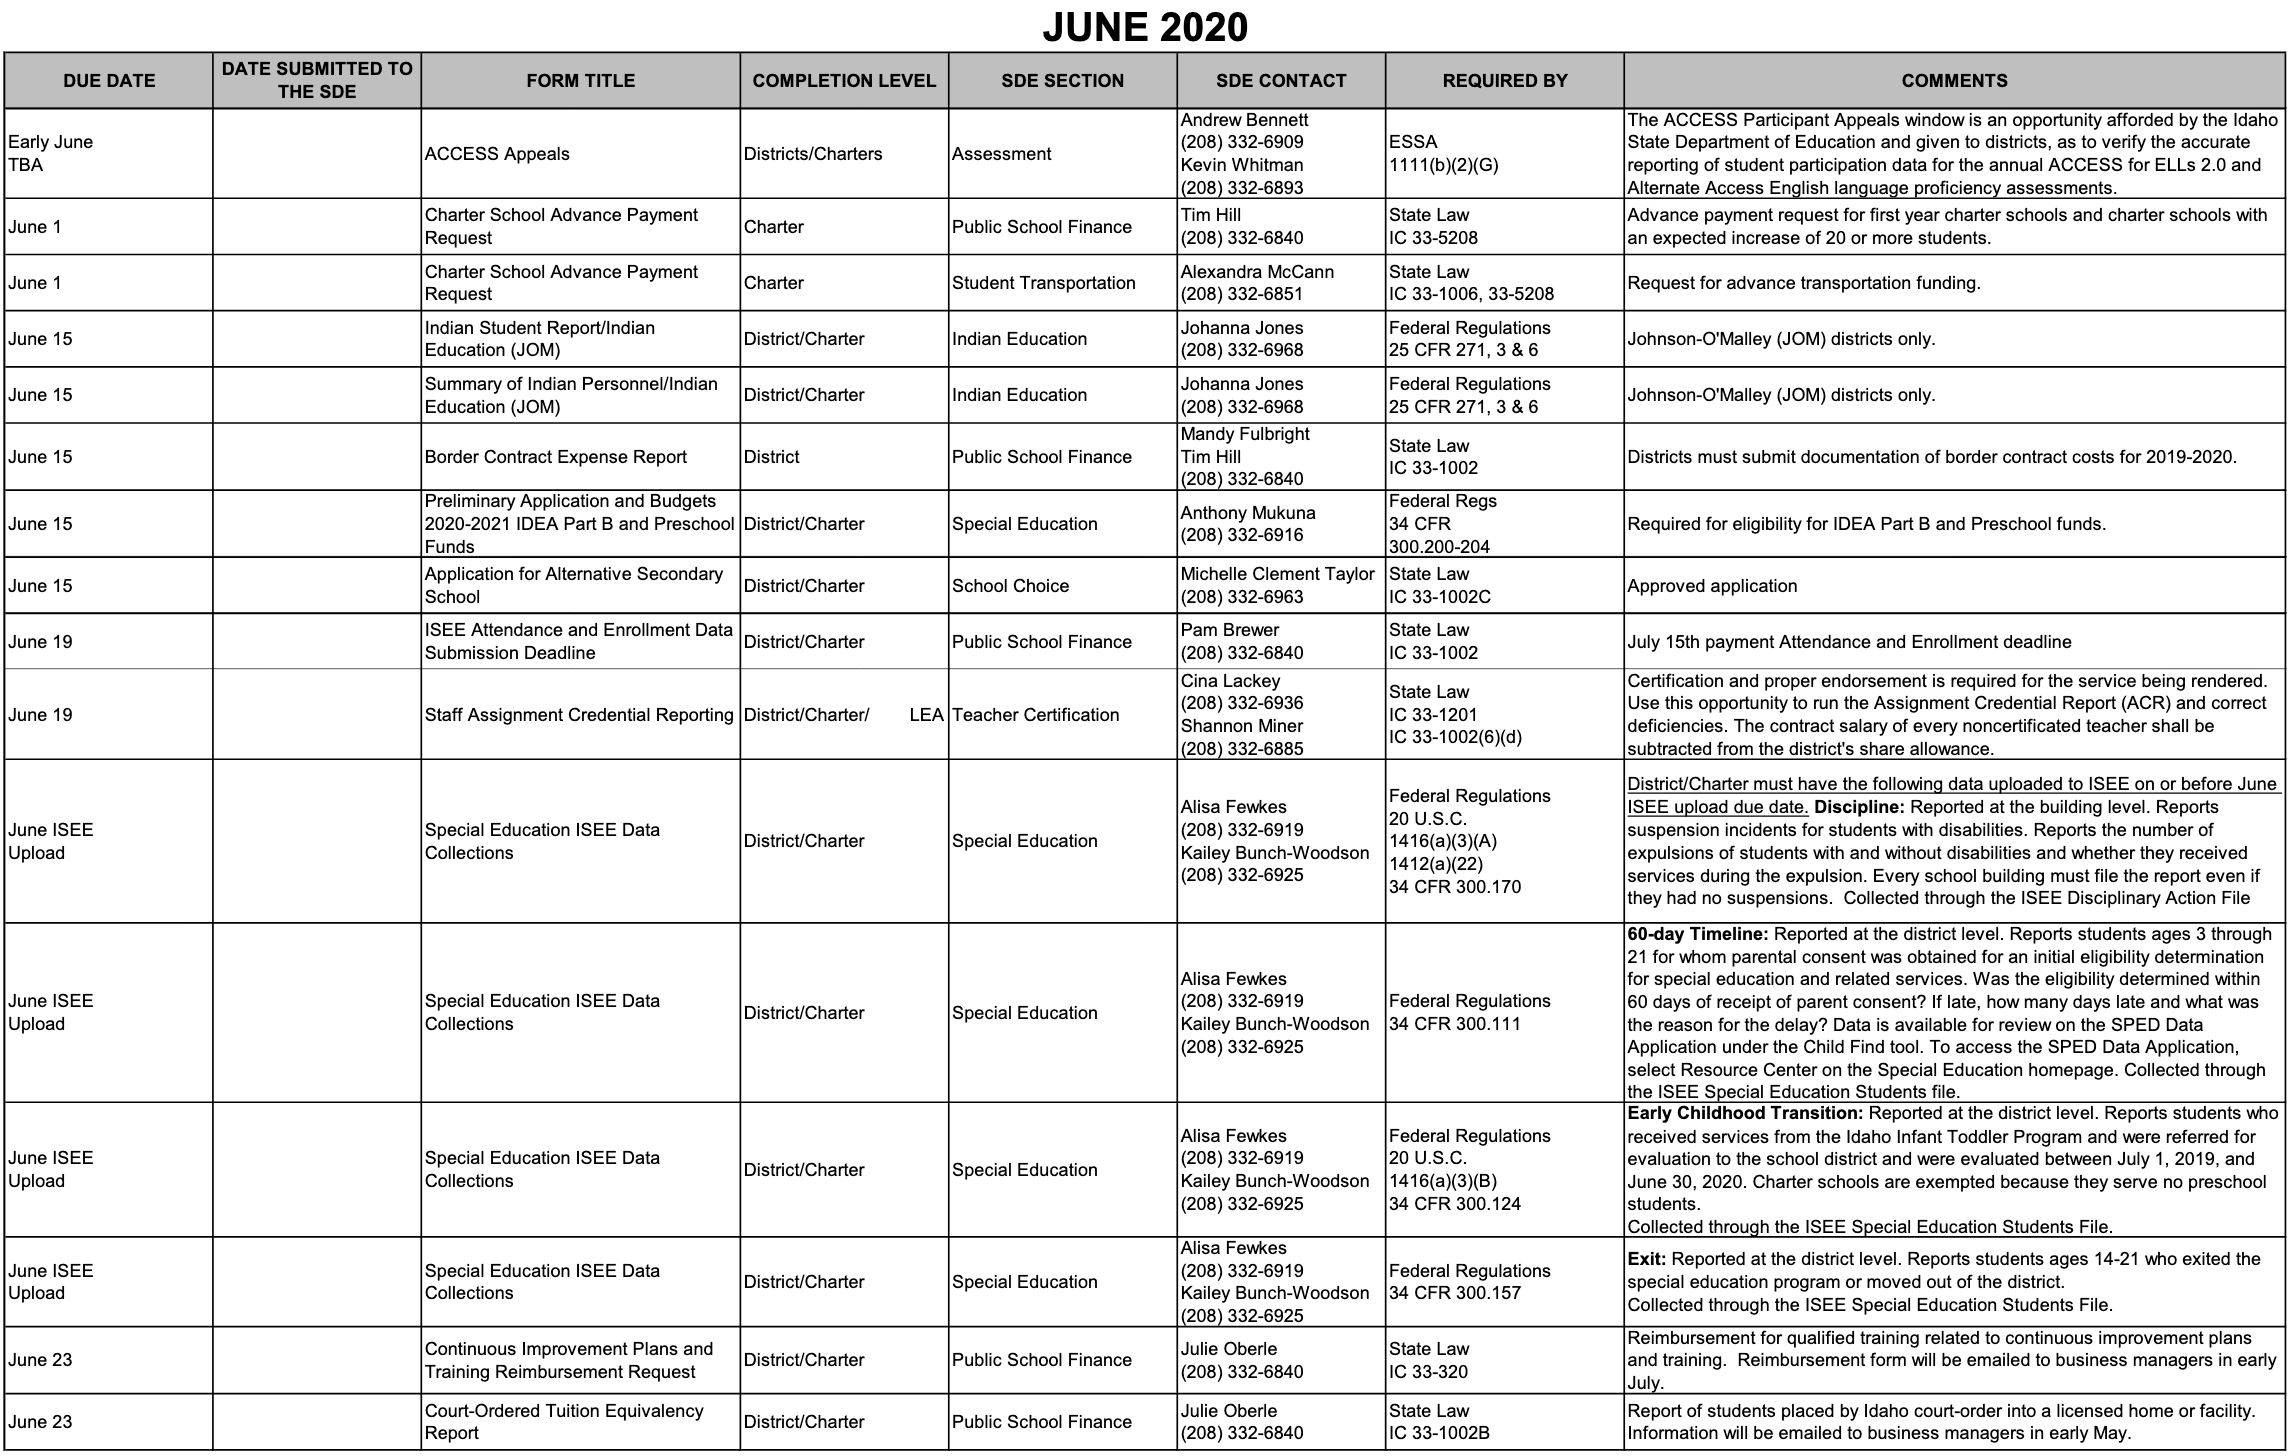 JUNE 2020
DUE DATE
DATE SUBMITTED TO
THE SDE
FORM TITLE
COMPLETION LEVEL
SDE SECTION
SDE CONTACT
REQUIRED BY
COMMENTS
Early June
TBA
ACCESS Appeals
Districts/Charters
Assessment
Andrew Bennett
(208) 332-6909
Kevin Whitman
(208) 332-6893
ESSA
1111(b)(2)(G)
The ACCESS Participant Appeals window is an opportunity afforded by the Idaho
State Department of Education and given to districts, as to verify the accurate
reporting of student participation data for the annual ACCESS for ELLs 2.0 and
Alternate Access English language proficiency assessments.
June 1
Charter School Advance Payment
Request
Charter
Public School Finance
Tim Hill
(208) 332-6840
State Law
IC 33-5208
Advance payment request for first year charter schools and charter schools with
an expected increase of 20 or more students.
June 1
Charter School Advance Payment
Request
Charter
Student Transportation
Alexandra McCann
(208) 332-6851
State Law
IC 33-1006, 33-5208
Request for advance transportation funding.
June 15
Indian Student Report/Indian
Education (JOM)
District/Charter
Indian Education
Johanna Jones
(208) 332-6968
Federal Regulations
25 CFR 271, 3 & 6
Johnson-O'Malley (JOM) districts only.
June 15
Summary of Indian Personnel/Indian
Education (JOM)
District/Charter
Indian Education
Johanna Jones
(208) 332-6968
Federal Regulations
25 CFR 271, 3 & 6
Johnson-O'Malley (JOM) districts only.
June 15
Border Contract Expense Report
District
Public School Finance
Mandy Fulbright
Tim Hill
(208) 332-6840
State Law
IC 33-1002
Districts must submit documentation of border contract costs for 2019-2020.
June 15
Preliminary Application and Budgets
2020-2021 IDEA Part B and Preschool
Funds
District/Charter
Special Education
Anthony Mukuna
(208) 332-6916
Federal Regs
34 CFR
300.200-204
Required for eligibility for IDEA Part B and Preschool funds.
June 15
Application for Alternative Secondary
School
District/Charter
School Choice
Michelle Clement Taylor
(208) 332-6963
State Law
IC 33-1002C
Approved application
June 19
ISEE Attendance and Enrollment Data
Submission Deadline
District/Charter
Public School Finance
Pam Brewer
(208) 332-6840
State Law
IC 33-1002
July 15th payment Attendance and Enrollment deadline
June 19
Staff Assignment Credential Reporting
District/Charter/ LEA
Teacher Certification
Cina Lackey
(208) 332-6936
Shannon Miner
(208) 332-6885
State Law
IC 33-1201
IC 33-1002(6)(d)
Certification and proper endorsement is required for the service being rendered.
Use this opportunity to run the Assignment Credential Report (ACR) and correct
deficiencies. The contract salary of every noncertificated teacher shall be
subtracted from the district's share allowance.
June ISEE
Upload
Special Education ISEE Data
Collections
District/Charter
Special Education
Alisa Fewkes
(208) 332-6919
Kailey Bunch-Woodson
(208) 332-6925
Federal Regulations
20 U.S.C.
1416(a)(3)(A)
1412(a)(22)
34 CFR 300.170
District/Charter must have the following data uploaded to ISEE on or before June
ISEE upload due date. Discipline: Reported at the building level. Reports
suspension incidents for students with disabilities. Reports the number of
expulsions of students with and without disabilities and whether they received
services during the expulsion. Every school building must file the report even if
they had no suspensions.  Collected through the ISEE Disciplinary Action File
June ISEE
Upload
Special Education ISEE Data
Collections
District/Charter
Special Education
Alisa Fewkes
(208) 332-6919
Kailey Bunch-Woodson
(208) 332-6925
Federal Regulations
34 CFR 300.111
60-day Timeline: Reported at the district level. Reports students ages 3 through
21 for whom parental consent was obtained for an initial eligibility determination
for special education and related services. Was the eligibility determined within
60 days of receipt of parent consent? If late, how many days late and what was
the reason for the delay? Data is available for review on the SPED Data
Application under the Child Find tool. To access the SPED Data Application,
select Resource Center on the Special Education homepage. Collected through
the ISEE Special Education Students file.
June ISEE
Upload
Special Education ISEE Data
Collections
District/Charter
Special Education
Alisa Fewkes
(208) 332-6919
Kailey Bunch-Woodson
(208) 332-6925
Federal Regulations
20 U.S.C.
1416(a)(3)(B)
34 CFR 300.124
Early Childhood Transition: Reported at the district level. Reports students who
received services from the Idaho Infant Toddler Program and were referred for
evaluation to the school district and were evaluated between July 1, 2019, and
June 30, 2020. Charter schools are exempted because they serve no preschool
students.
Collected through the ISEE Special Education Students File.
June ISEE
Upload
Special Education ISEE Data
Collections
District/Charter
Special Education
Alisa Fewkes
(208) 332-6919
Kailey Bunch-Woodson
(208) 332-6925
Federal Regulations
34 CFR 300.157
Exit: Reported at the district level. Reports students ages 14-21 who exited the
special education program or moved out of the district.
Collected through the ISEE Special Education Students File.
June 23
Continuous Improvement Plans and
Training Reimbursement Request
District/Charter
Public School Finance
Julie Oberle
(208) 332-6840
State Law
IC 33-320
Reimbursement for qualified training related to continuous improvement plans
and training.  Reimbursement form will be emailed to business managers in early
July.
June 23
Court-Ordered Tuition Equivalency
Report
District/Charter
Public School Finance
Julie Oberle
(208) 332-6840
State Law
IC 33-1002B
Report of students placed by Idaho court-order into a licensed home or facility.
Information will be emailed to business managers in early May.